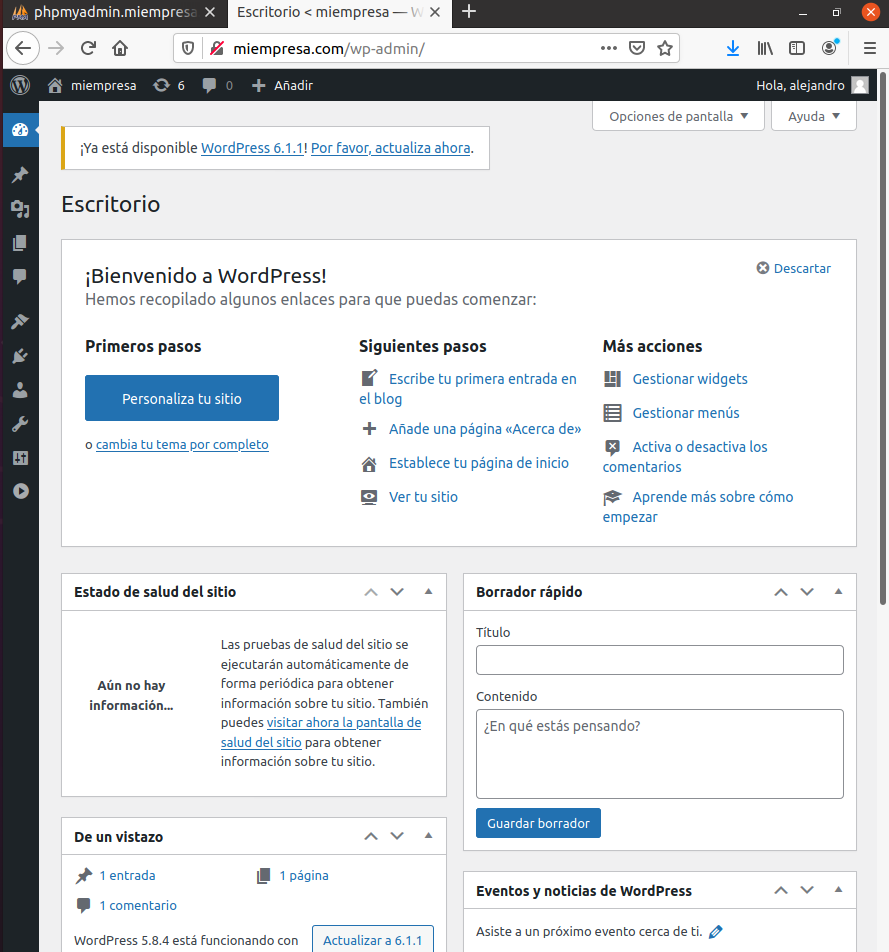 phpmyadmin.miempresa
Escritorio < miempresa — W
miempresa.com/wp-admin/
miempresa 6 0 Añadir Hola, alejandro
Opciones de pantalla Ayuda
¡Ya está disponible WordPress 6.1.1! Por favor, actualiza ahora.
Escritorio
¡Bienvenido a WordPress!
Descartar
Hemos recopilado algunos enlaces para que puedas comenzar:
Primeros pasos
Personaliza tu sitio
o cambia tu tema por completo
Siguientes pasos
Escribe tu primera entrada en
el blog
Añade una página «Acerca de»
Establece tu página de inicio
Ver tu sitio
Más acciones
Gestionar widgets
Gestionar menús
Activa o desactiva los
comentarios
Aprende más sobre cómo
empezar
Estado de salud del sitio
Aún no hay
información...
Las pruebas de salud del sitio se
ejecutarán automáticamente de
forma periódica para obtener
información sobre tu sitio. También
puedes visitar ahora la pantalla de
salud del sitio para obtener
información sobre tu sitio.
Borrador rápido
Título
Contenido
¿En qué estás pensando?
Guardar borrador
De un vistazo
1 entrada
1 página
1 comentario
WordPress 5.8.4 está funcionando con
Actualizar a 6.1.1
Eventos y noticias de WordPress
Asiste a un próximo evento cerca de ti.